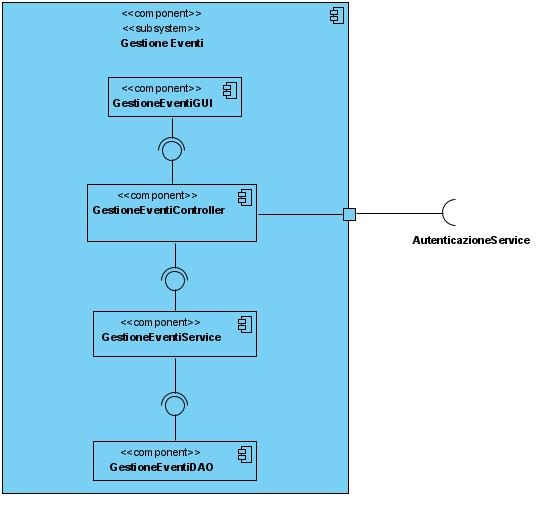 <<component>>
<<subsystem>>
Gestione Eventi
<<component>>
GestioneEventiGUI
<<component>>
GestioneEventiController
AutenticazioneService
<<component>>
GestioneEventiService
<<component>>
GestioneEventiDAO